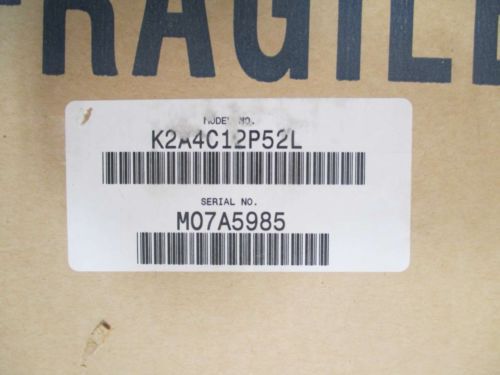 FRAGILE
MODEL NO.
K2A4C12P52L
SERIAL NO.
M07A5985